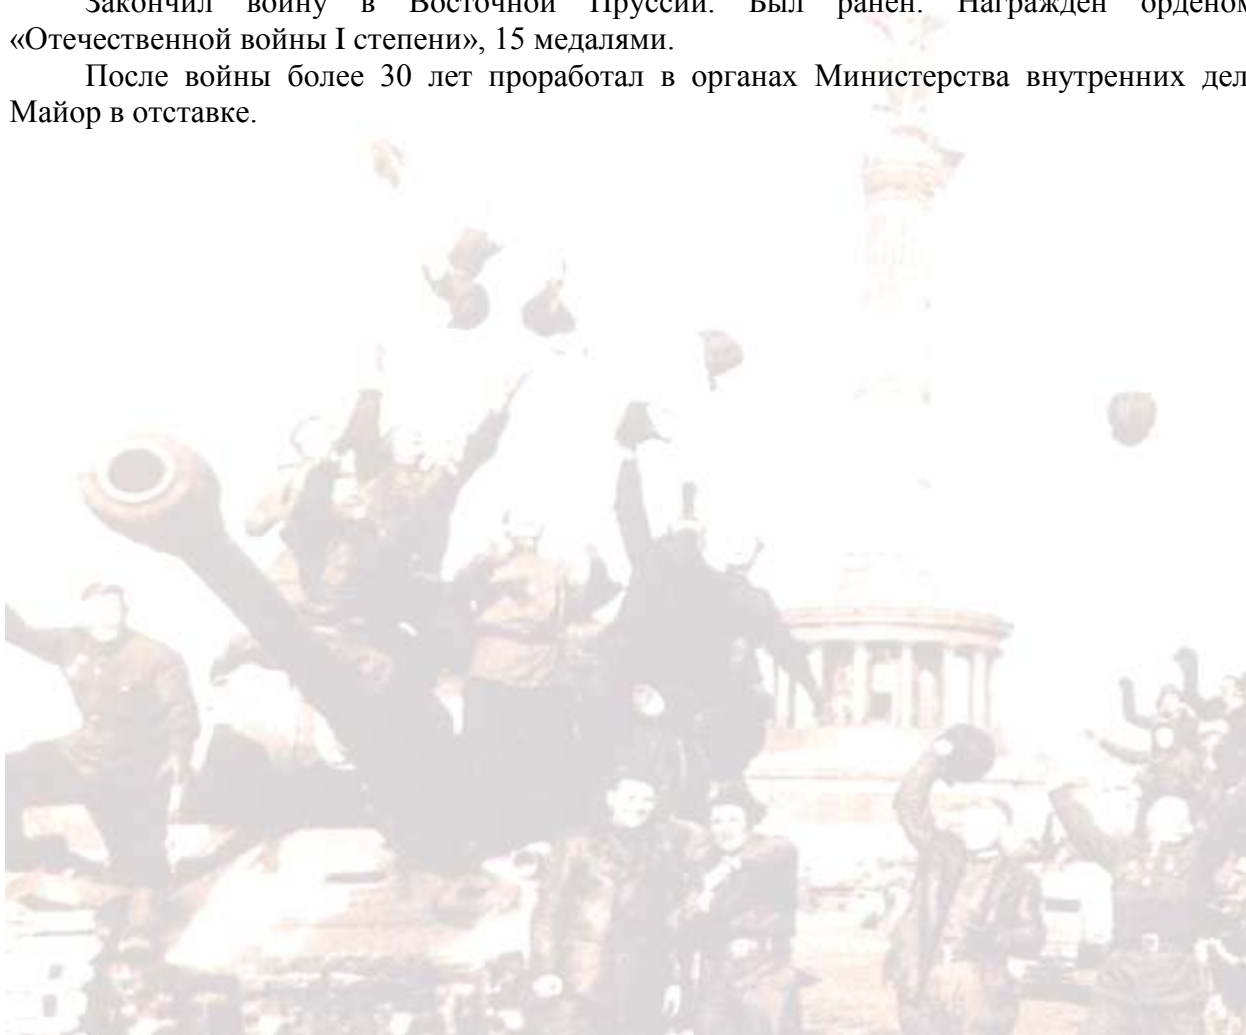 Закончил войну в Восточной Пруссии. Был ранен. Награжден орденом
«Отечественной войны I степени», 15 медалями.
После войны более 30 лет проработал в органах Министерства внутренних дел
Майор в отставке.